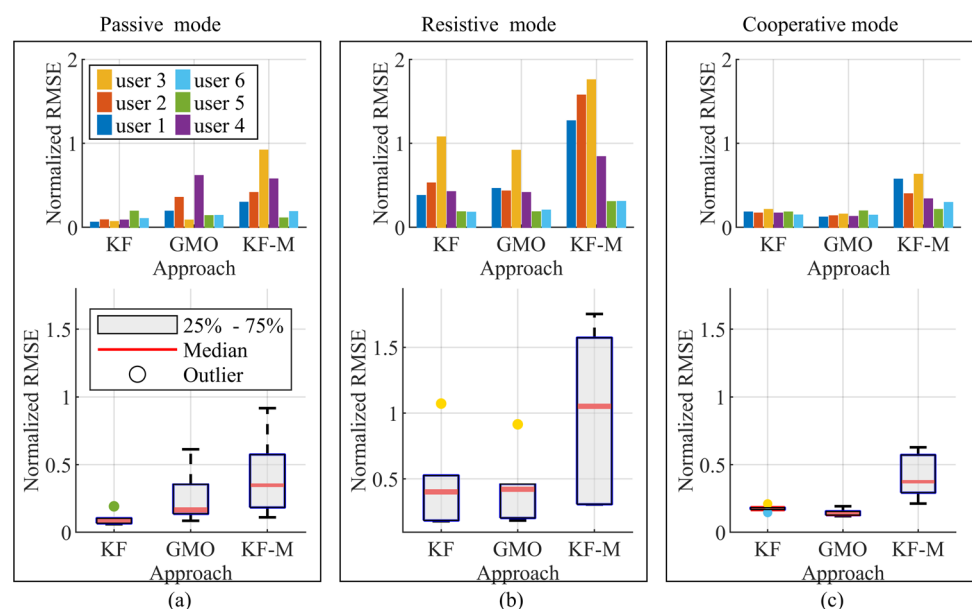 Passive mode
Resistive mode
Cooperative mode
Normalized RMSE
2
1
0
user 3
user 6
user 2
user 5
user 1
user 4
KF
GMO
KF-M
Approach
Normalized RMSE
2
1
0
KF
GMO
KF-M
Approach
Normalized RMSE
2
1
0
KF
GMO
KF-M
Approach
Normalized RMSE
1.5
1
0.5
0
25% - 75%
Median
Outlier
KF
GMO
KF-M
Approach
(a)
Normalized RMSE
1.5
1
0.5
KF
GMO
KF-M
Approach
(b)
Normalized RMSE
1.5
1
0.5
0
KF
GMO
KF-M
Approach
(c)